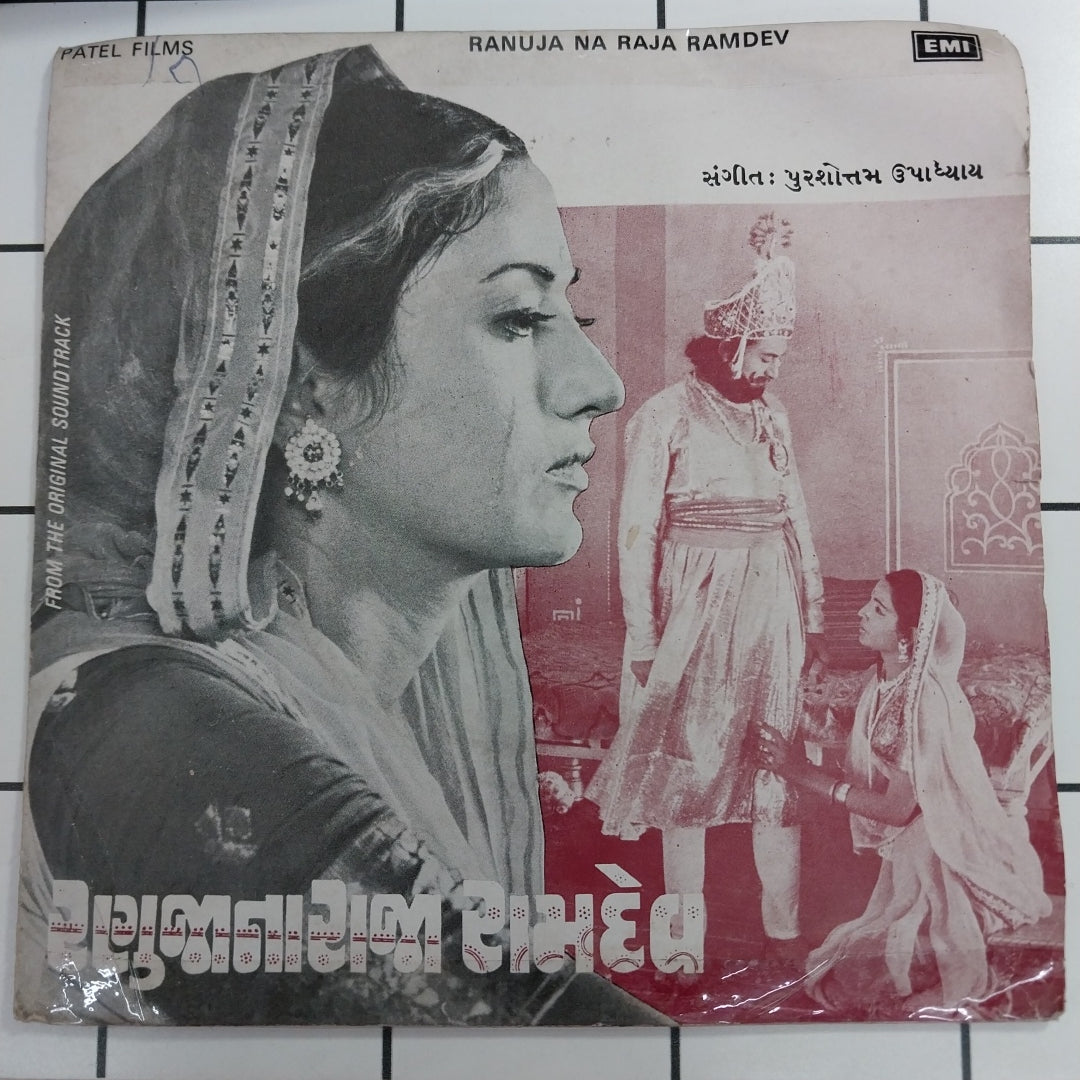 PATEL FILMS
RANUJA NA RAJA RAMDEV
EMI
સંગીત: પુરશોત્તમ ઉપાધ્યાય
FROM THE ORIGINAL SOUNDTRACK
રણુજાના રાજા રામદેવ